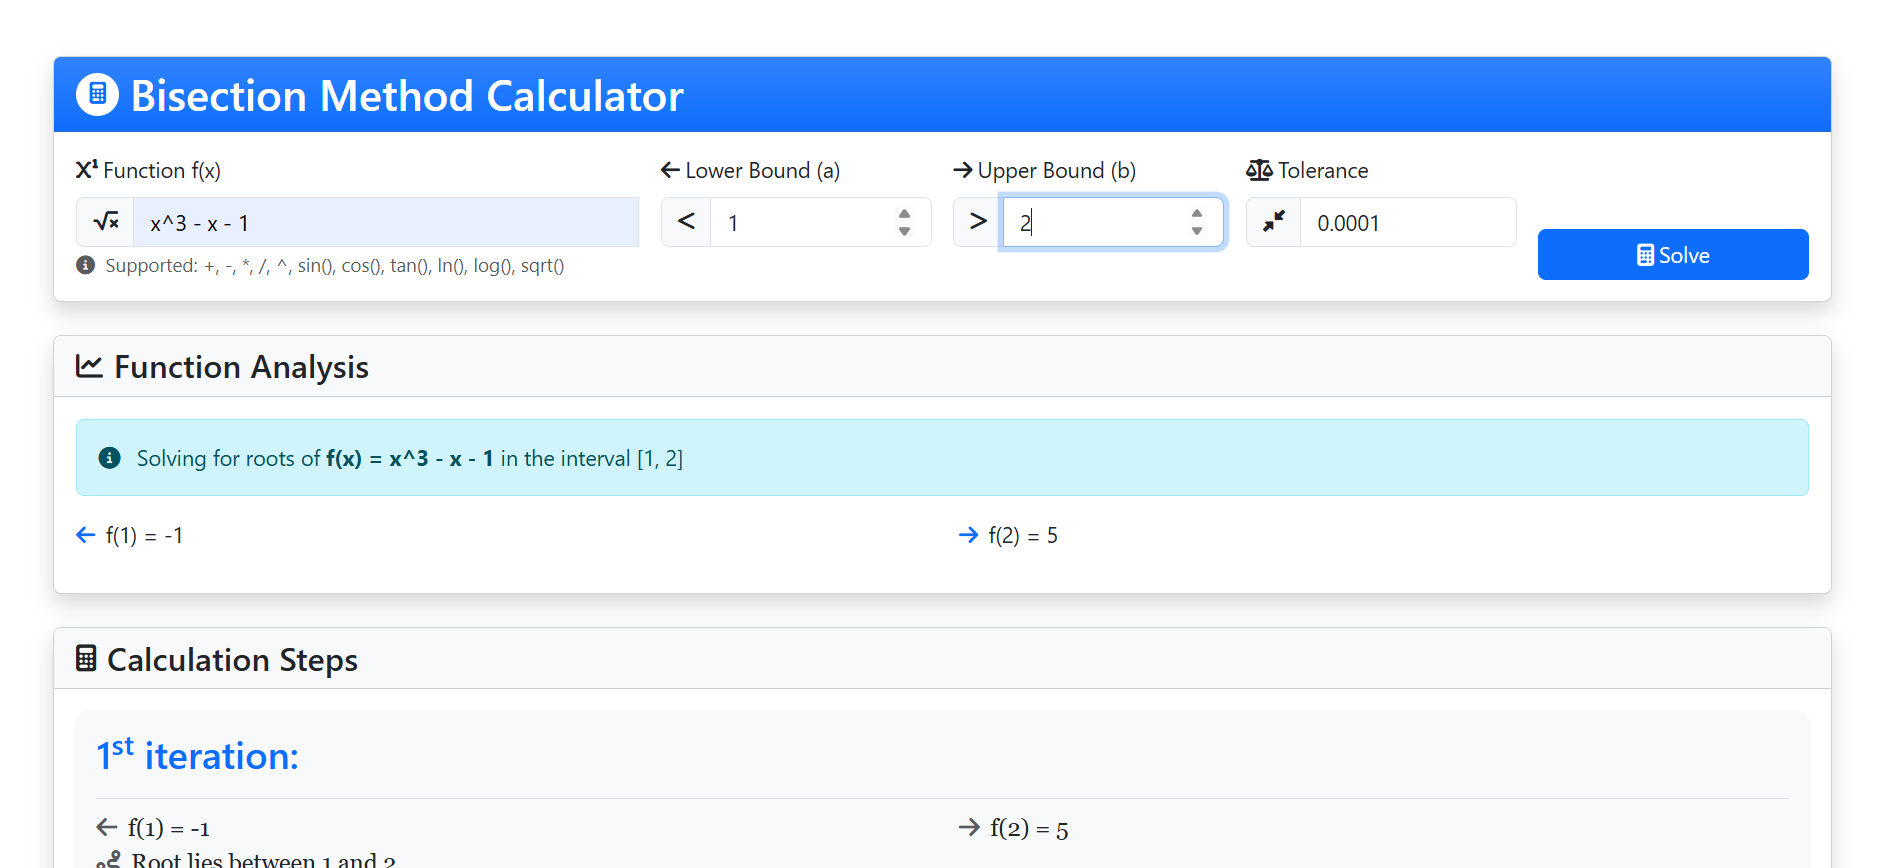 Bisection Method Calculator
X¹ Function f(x)
← Lower Bound (a)
→ Upper Bound (b)
Tolerance
√x x^3 - x - 1
< 1
> 2
0.0001
Supported: +, -, *, /, ^, sin(), cos(), tan(), ln(), log(), sqrt()
Solve
Function Analysis
Solving for roots of f(x) = x^3 - x - 1 in the interval [1, 2]
← f(1) = -1
→ f(2) = 5
Calculation Steps
1st iteration:
← f(1) = -1
→ f(2) = 5
Root lies between 1 and 2